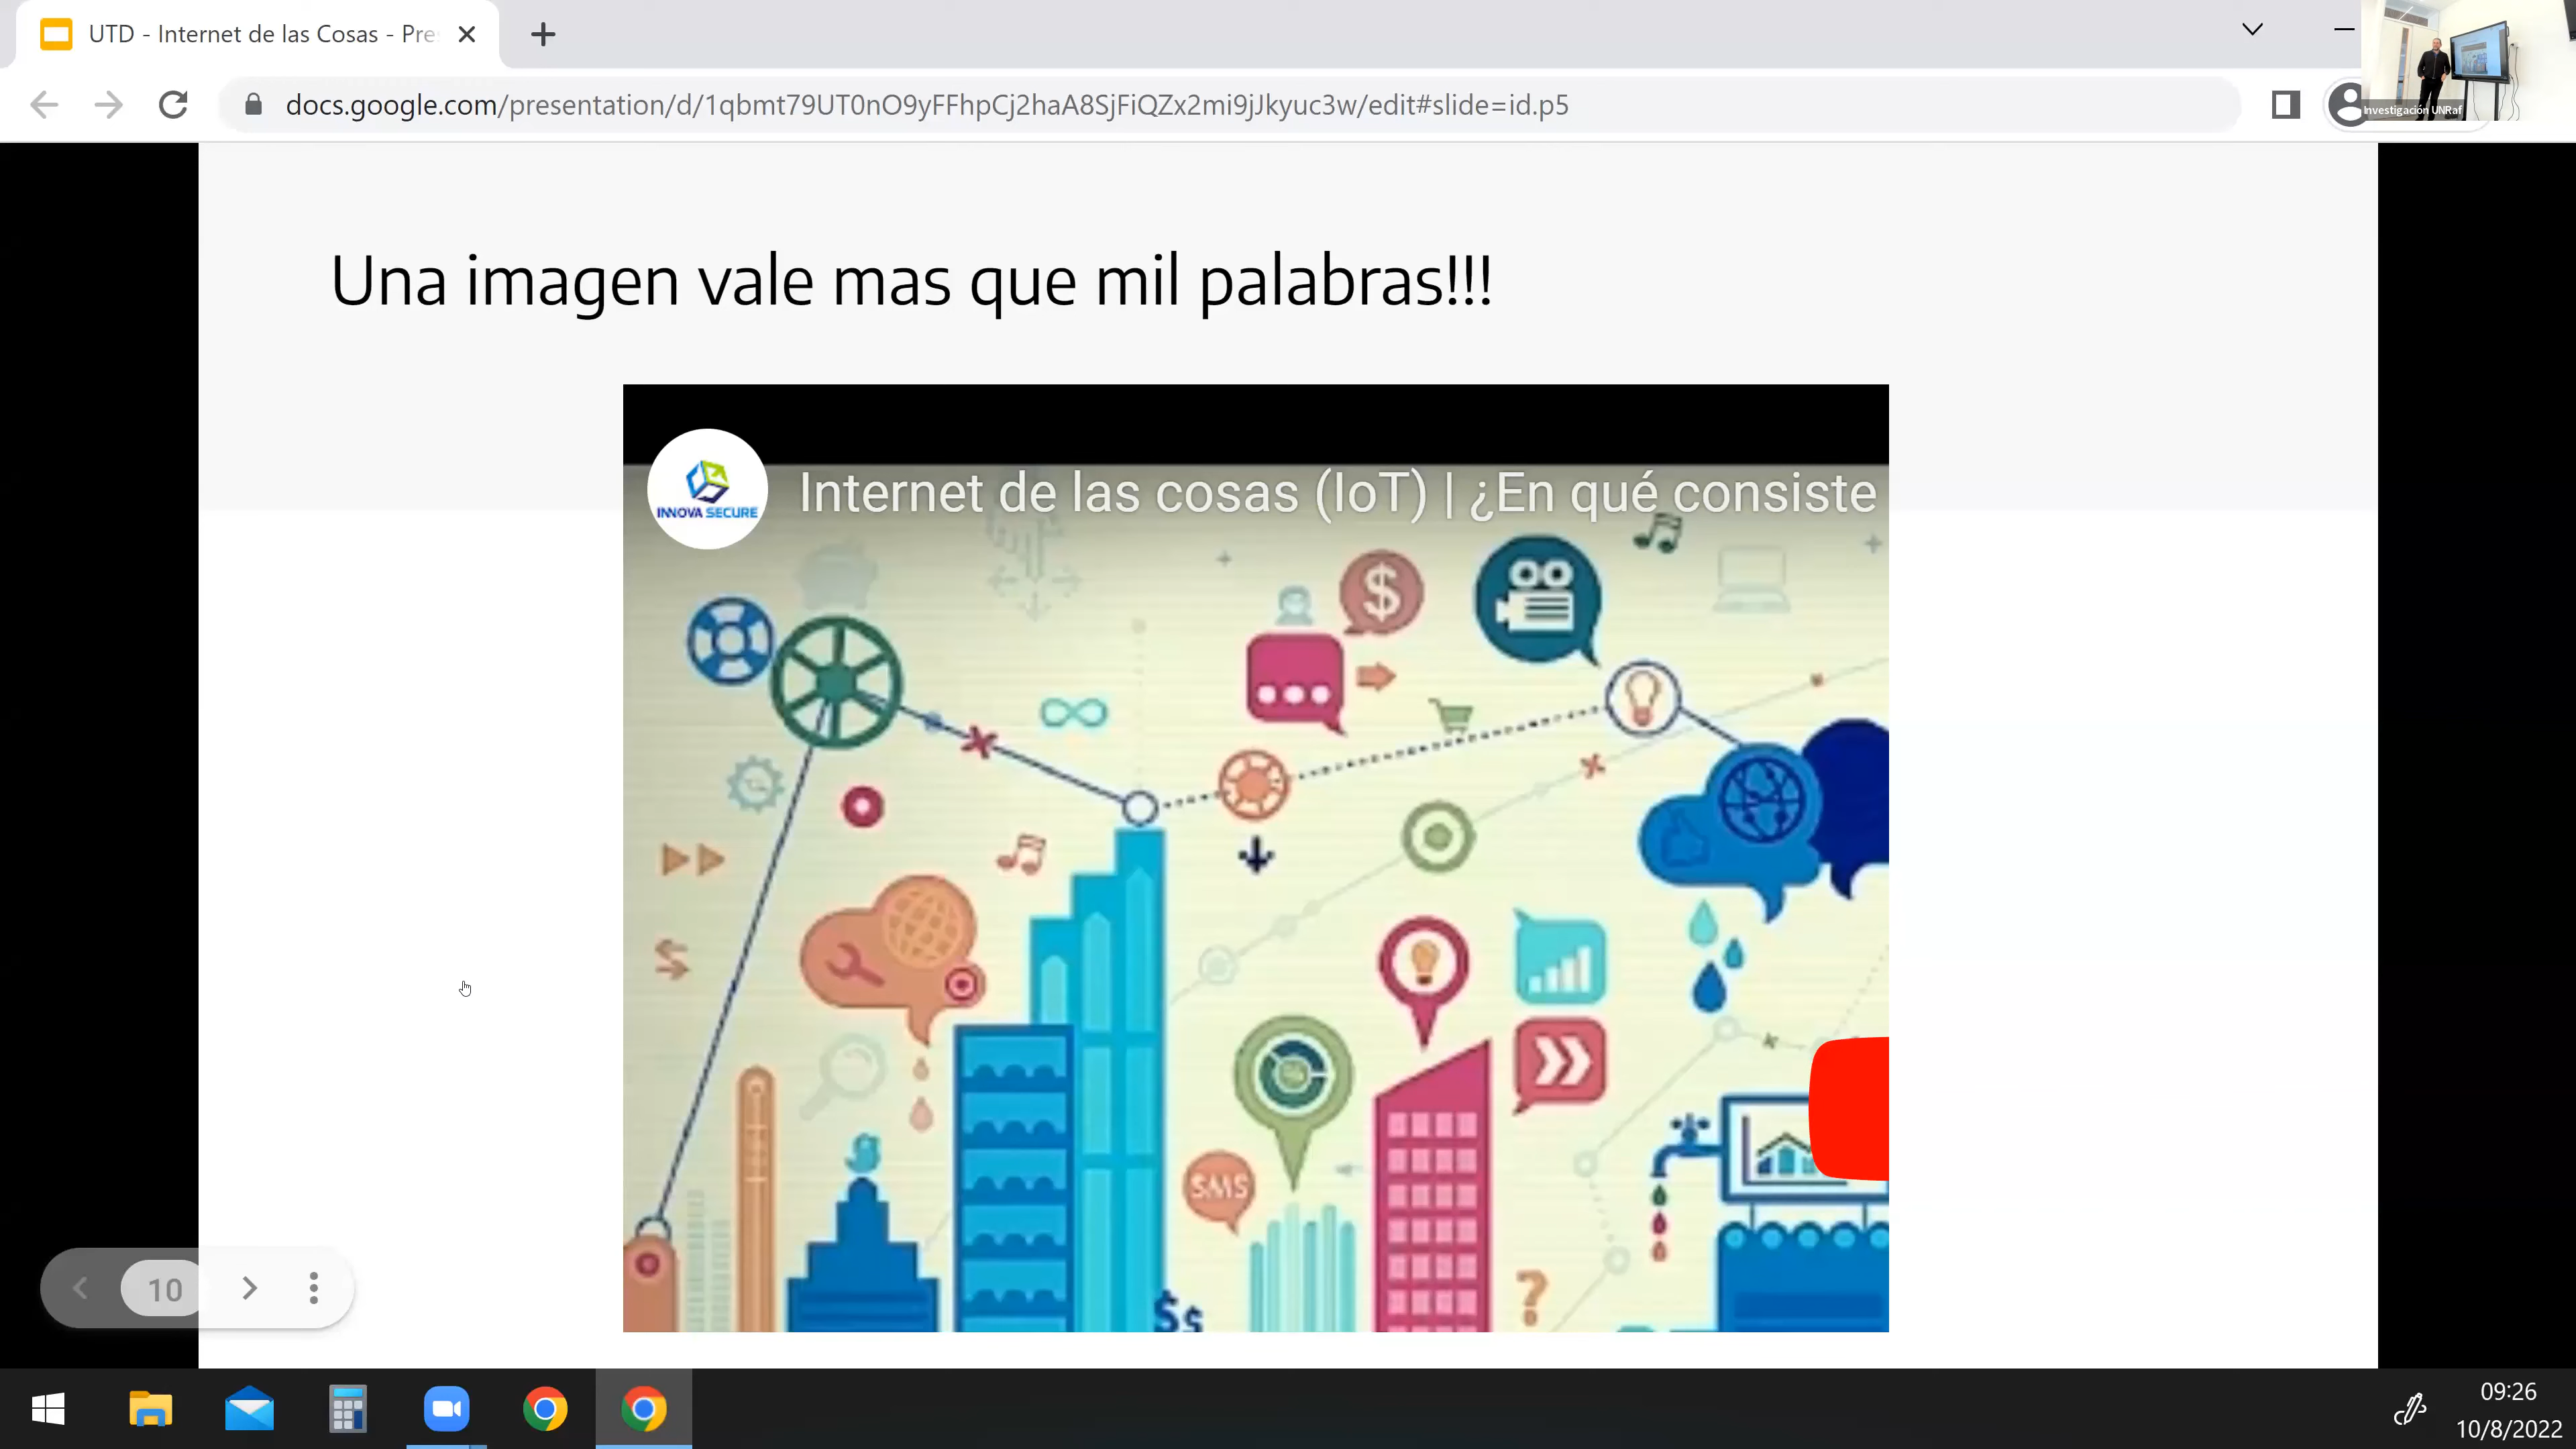 UTD - Internet de las Cosas - Pre
docs.google.com/presentation/d/1qbmt79UT0nO9yFFhpCj2haA8SjFiQZx2mi9jJkyuc3w/edit#slide=id.p5
Investigación UNRaf
Una imagen vale mas que mil palabras!!!
INNOVA SECURE
Internet de las cosas (IoT) | ¿En qué consiste
$
SMS
$ $
?
10
09:26
10/8/2022